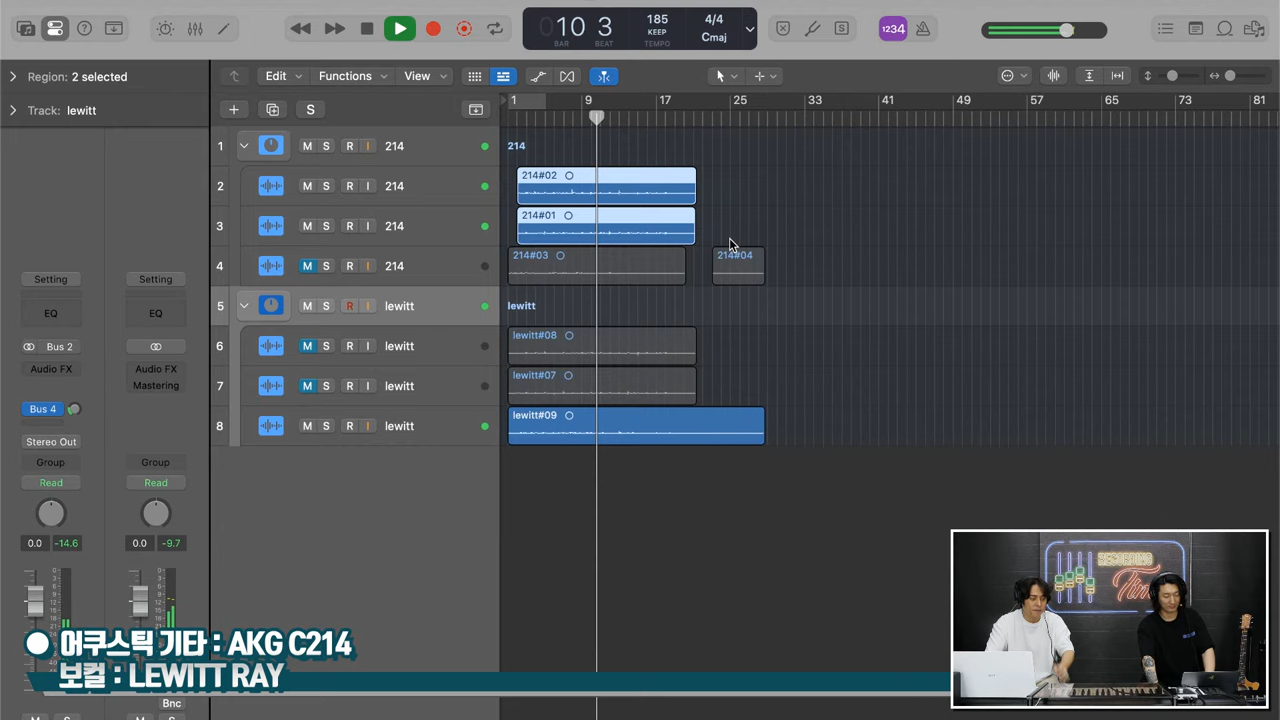 10 3
BAR BEAT
185
KEEP
TEMPO
4/4
Cmaj
S
1234
Region: 2 selected
Edit
Functions
View
Track: lewitt
S
1 9 17 25 33 41 49 57 65 73 81
1 M S R I 214
214
2 M S R I 214
214#02
3 M S R I 214
214#01
4 M S R I 214
214#03
214#04
5 M S R I lewitt
lewitt
6 M S R I lewitt
lewitt#08
7 M S R I lewitt
lewitt#07
8 M S R I lewitt
lewitt#09
Setting Setting
EQ EQ
Bus 2
Audio FX Audio FX
Mastering
Bus 4
Stereo Out
Group Group
Read Read
0.0 -14.6 0.0 -9.7
Bnc
M S M S
어쿠스틱 기타 : AKG C214
보컬 : LEWITT RAY
RECORDING
Time